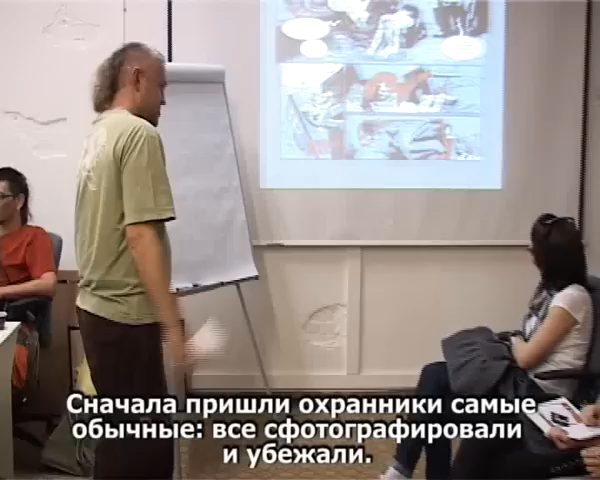 Сначала пришли охранники самые
обычные: все сфотографировали
и убежали.